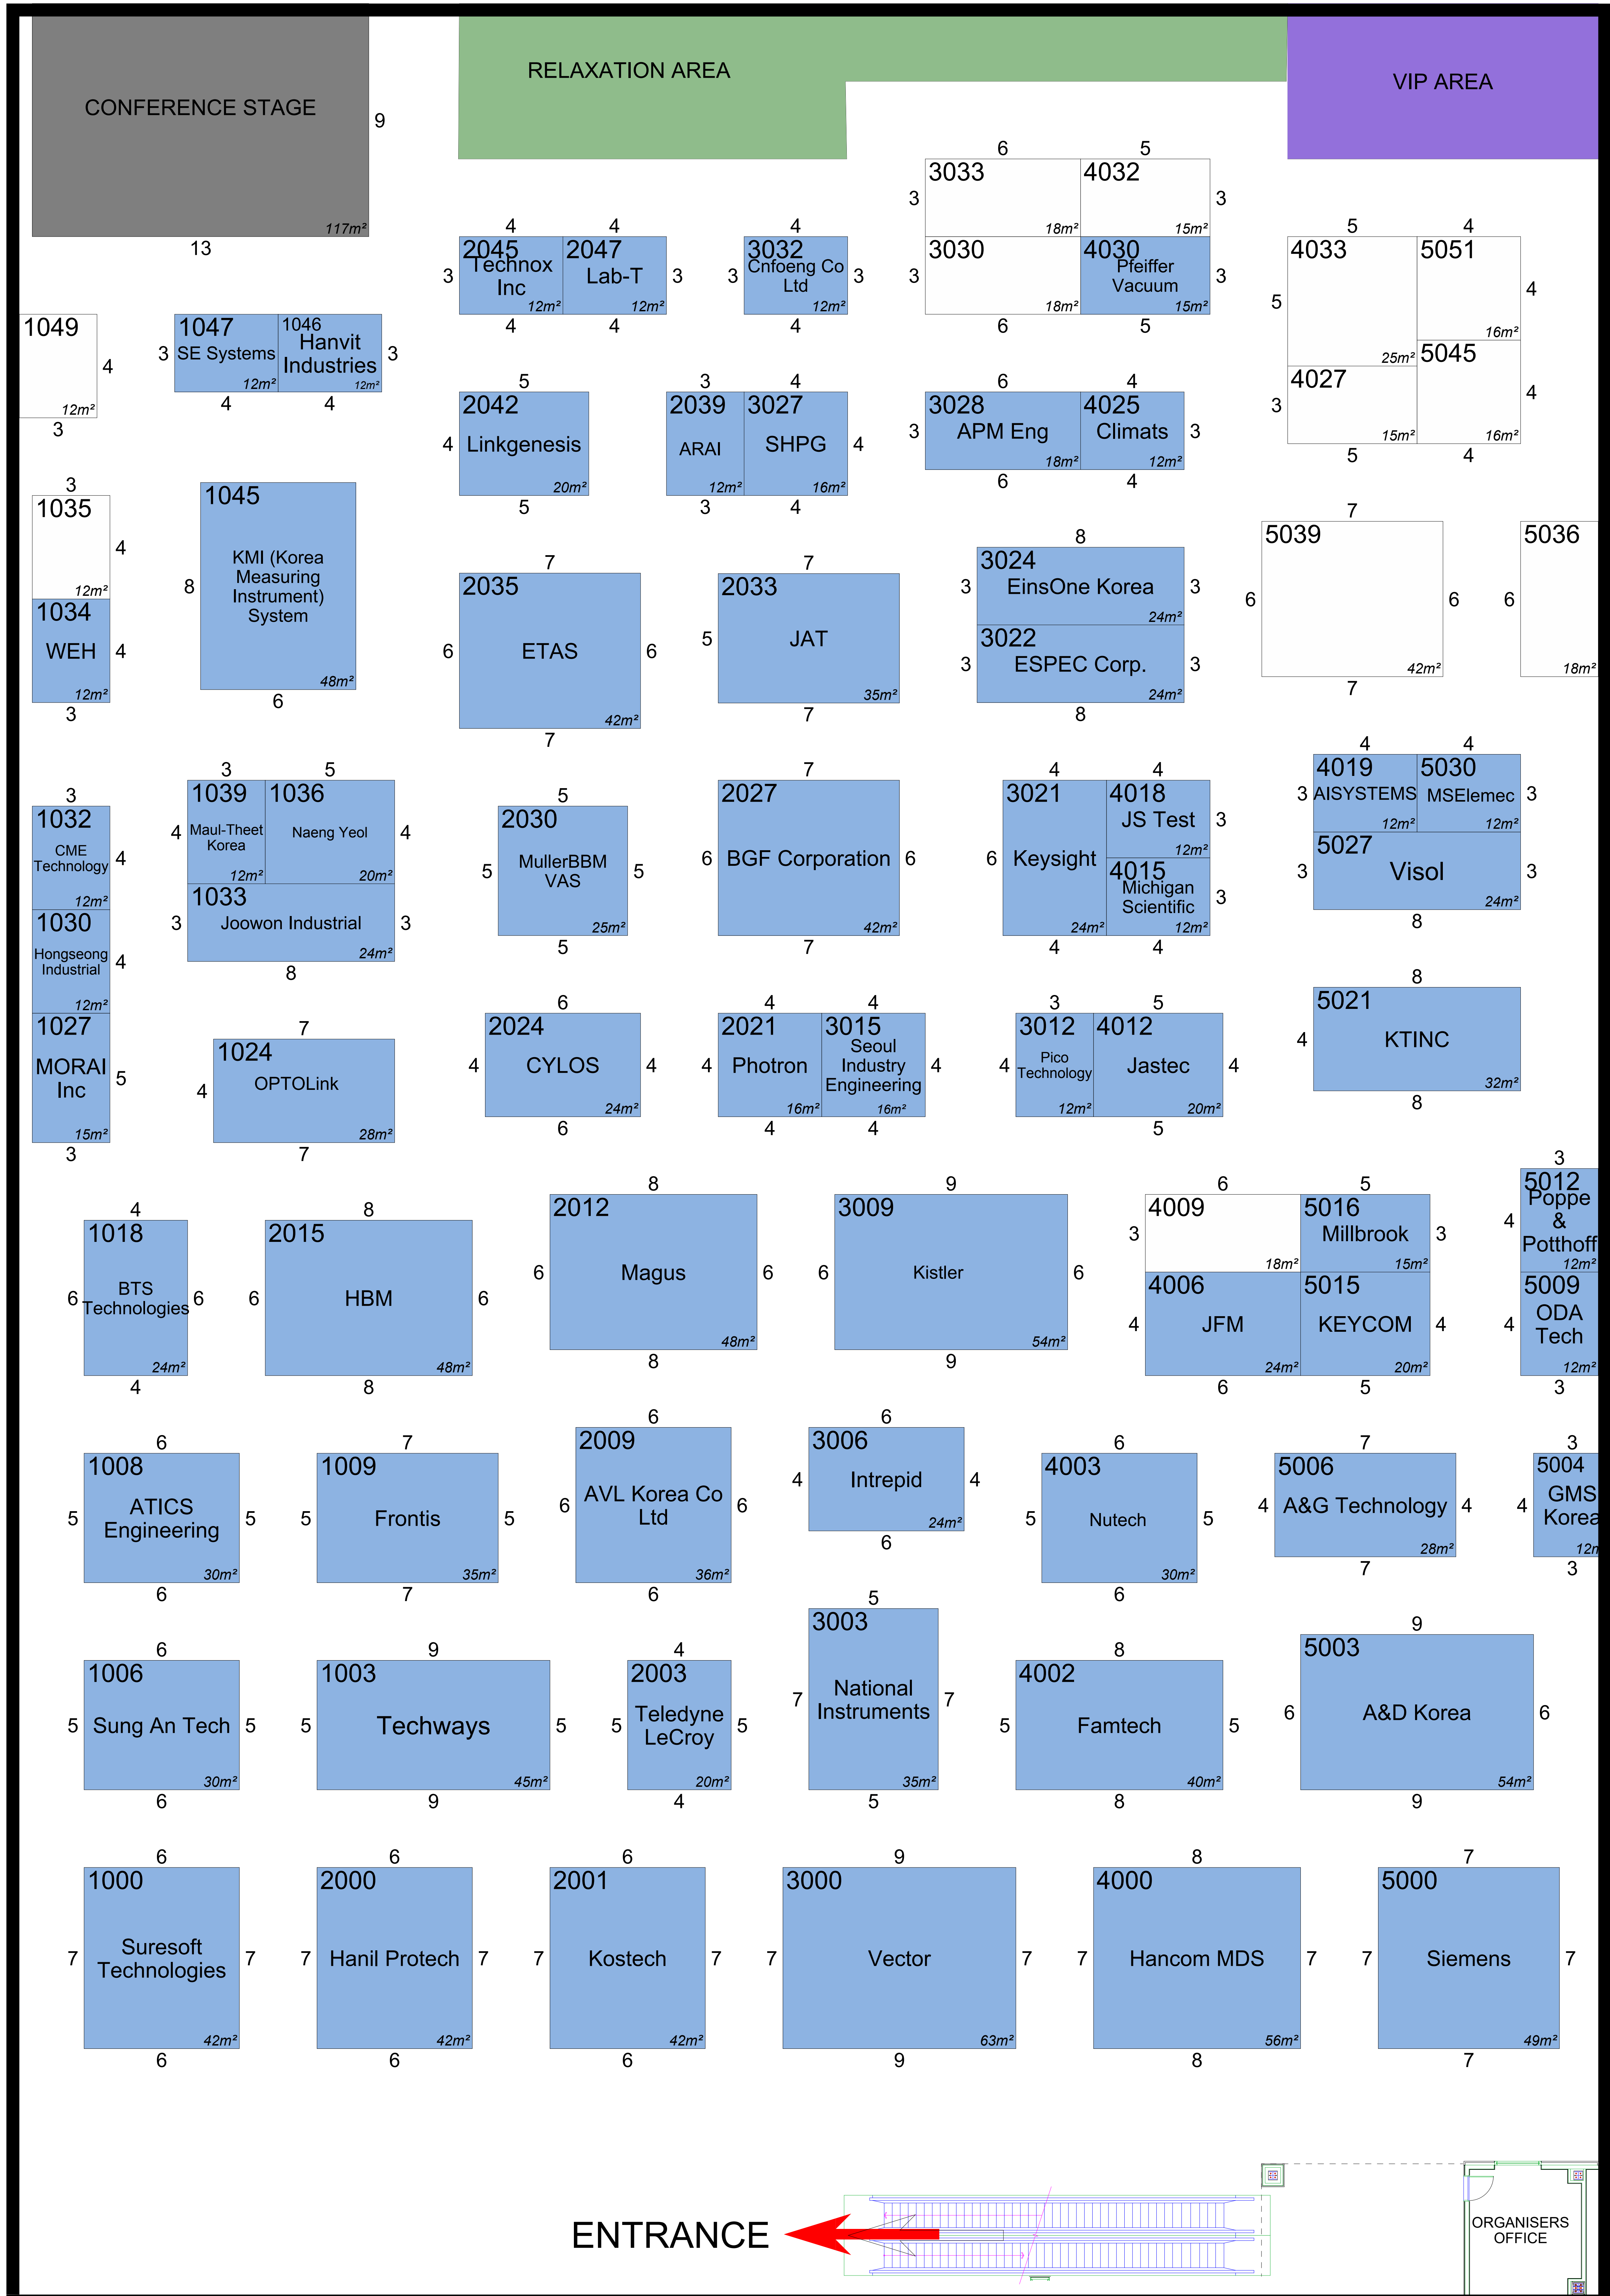 CONFERENCE STAGE
117m²
9
13
RELAXATION AREA
VIP AREA
6
5
3033
18m²
4032
15m²
3
3
3030
18m²
4030
Pfeiffer
Vacuum
15m²
3
3
6
5
4
4
2045
Technox
Inc
12m²
2047
Lab-T
12m²
3
3
4
4
4
3032
Cnfoeng Co
Ltd
12m²
3
3
4
5
4
4033
25m²
5051
16m²
5
4
4027
15m²
5045
16m²
3
4
5
4
1049
12m²
4
3
1047
SE Systems
12m²
1046
Hanvit
Industries
12m²
3
3
4
4
5
2042
Linkgenesis
20m²
4
5
3
4
2039
ARAI
12m²
3027
SHPG
16m²
4
3
4
6
4
3028
APM Eng
18m²
4025
Climats
12m²
3
3
6
4
3
1035
12m²
4
1034
WEH
12m²
4
3
1045
KMI (Korea
Measuring
Instrument)
System
48m²
8
6
7
2035
ETAS
42m²
6
6
7
7
2033
JAT
35m²
5
7
8
3024
EinsOne Korea
24m²
3
3
3022
ESPEC Corp.
24m²
3
3
8
7
5039
42m²
6
6
7
5036
18m²
6
3
1032
CME
Technology
12m²
4
1030
Hongseong
Industrial
12m²
4
1027
MORAI
Inc
15m²
5
3
3
5
1039
Maul-Theet
Korea
12m²
1036
Naeng Yeol
20m²
4
4
1033
Joowon Industrial
24m²
3
3
8
5
2030
MullerBBM
VAS
25m²
5
5
5
7
2027
BGF Corporation
42m²
6
6
7
4
4
3021
Keysight
24m²
6
4018
JS Test
12m²
3
4015
Michigan
Scientific
12m²
3
4
4
4
4
4019
AISYSTEMS
12m²
5030
MSElemec
12m²
3
3
5027
Visol
24m²
3
3
8
7
1024
OPTOLink
28m²
4
7
6
2024
CYLOS
24m²
4
4
6
4
4
2021
Photron
16m²
3015
Seoul
Industry
Engineering
16m²
4
4
4
4
3
5
3012
Pico
Technology
12m²
4012
Jastec
20m²
4
4
5
8
5021
KTINC
32m²
4
8
4
1018
BTS
Technologies
24m²
6
6
4
8
2015
HBM
48m²
6
6
8
8
2012
Magus
48m²
6
6
8
9
3009
Kistler
54m²
6
6
9
6
5
4009
18m²
5016
Millbrook
15m²
3
3
4006
JFM
24m²
5015
KEYCOM
20m²
4
4
6
5
3
5012
Poppe
&
Potthoff
12m²
4
5009
ODA
Tech
12m²
4
3
6
1008
ATICS
Engineering
30m²
5
5
6
7
1009
Frontis
35m²
5
5
7
6
2009
AVL Korea Co
Ltd
36m²
6
6
6
6
3006
Intrepid
24m²
4
4
6
6
4003
Nutech
30m²
5
5
6
7
5006
A&G Technology
28m²
4
4
7
3
5004
GMS
Korea
12m
4
3
6
1006
Sung An Tech
30m²
5
5
6
9
1003
Techways
45m²
5
5
9
4
2003
Teledyne
LeCroy
20m²
5
5
4
5
3003
National
Instruments
35m²
7
7
5
8
4002
Famtech
40m²
5
5
8
9
5003
A&D Korea
54m²
6
6
9
6
1000
Suresoft
Technologies
42m²
7
7
6
6
2000
Hanil Protech
42m²
7
7
6
6
2001
Kostech
42m²
7
7
6
9
3000
Vector
63m²
7
7
9
8
4000
Hancom MDS
56m²
7
7
8
7
5000
Siemens
49m²
7
7
7
ENTRANCE
ORGANISERS
OFFICE